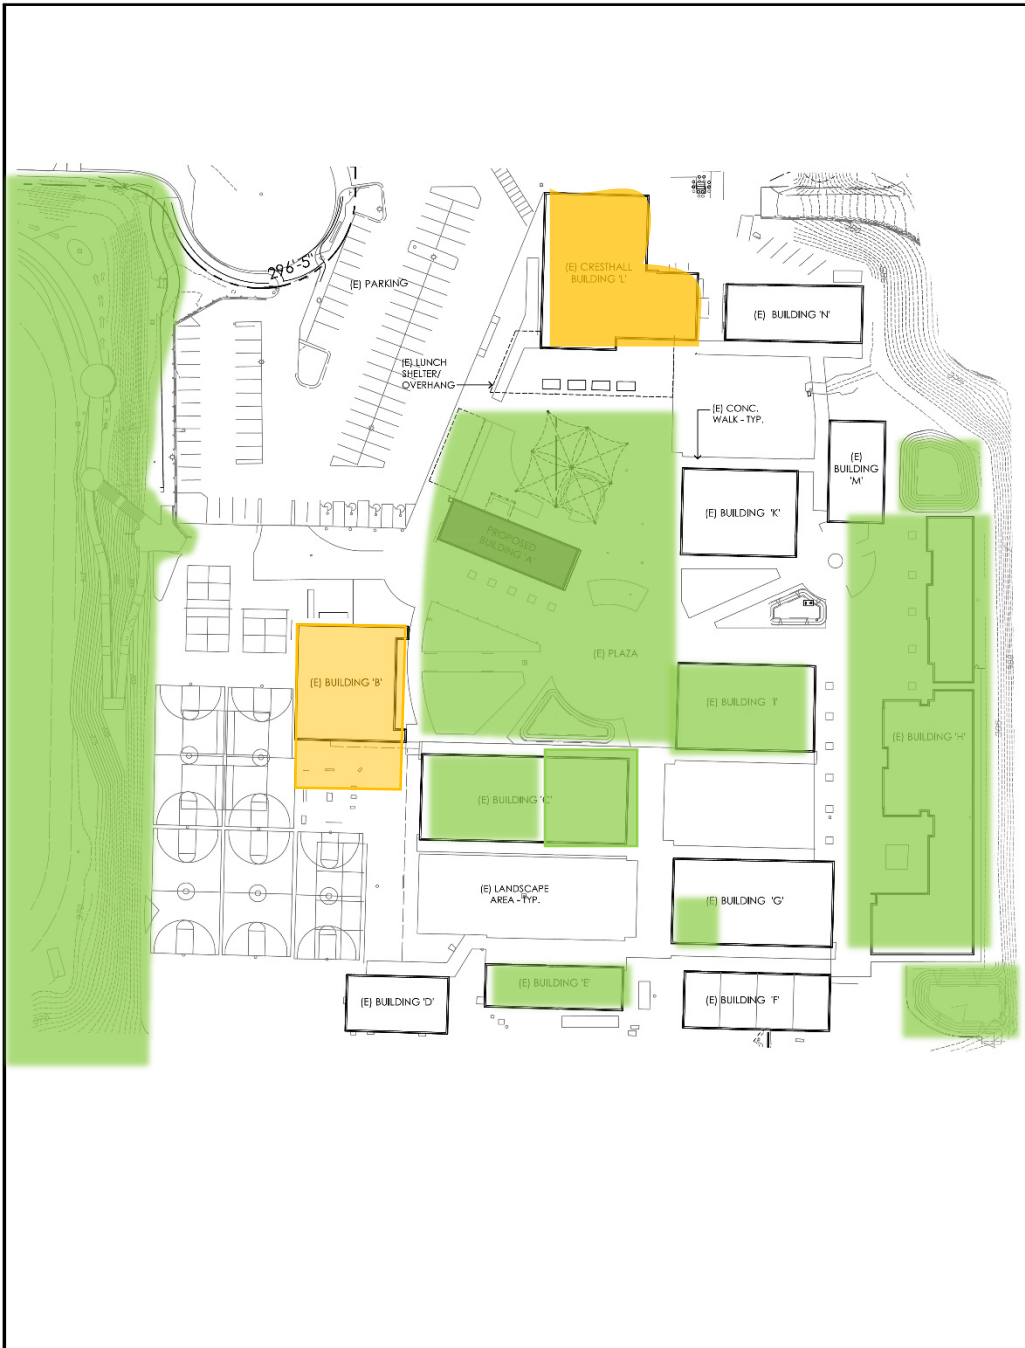 296'-5"
(E) PARKING
(E) CRESTHALL
BUILDING 'L'
(E) BUILDING 'N'
(E) LUNCH
SHELTER/
OVERHANG
(E) CONC.
WALK - TYP.
(E)
BUILDING
'M'
(E) BUILDING 'K'
PROPOSED
BUILDING 'A'
(E) PLAZA
(E) BUILDING 'B'
(E) BUILDING 'I'
(E) BUILDING 'H'
(E) BUILDING 'C'
(E) LANDSCAPE
AREA - TYP.
(E) BUILDING 'G'
(E) BUILDING 'E'
(E) BUILDING 'D'
(E) BUILDING 'F'